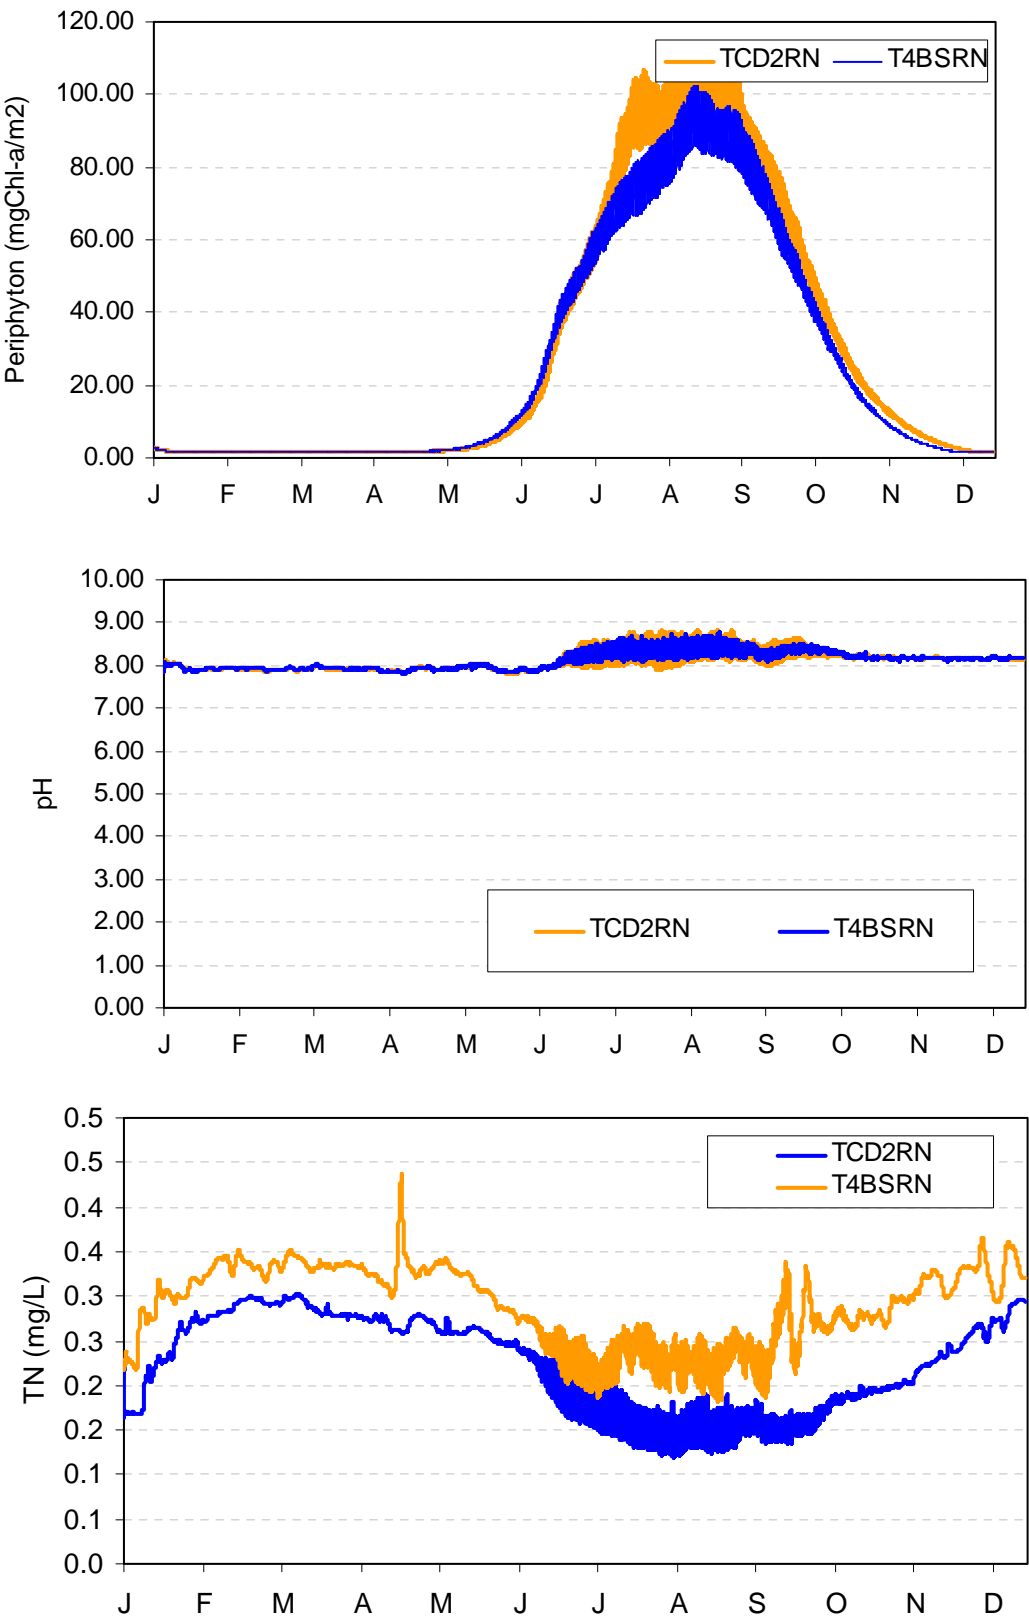 120.00
TCD2RN T4BSRN
100.00
80.00
60.00
40.00
20.00
0.00
Periphyton (mgChl-a/m2)
J F M A M J J A S O N D
10.00
9.00
8.00
7.00
6.00
5.00
4.00
3.00
2.00
1.00
0.00
pH
TCD2RN T4BSRN
J F M A M J J A S O N D
0.5
0.5
0.4
0.4
0.3
0.3
0.2
0.2
0.1
0.1
0.0
TN (mg/L)
TCD2RN
T4BSRN
J F M A M J J A S O N D